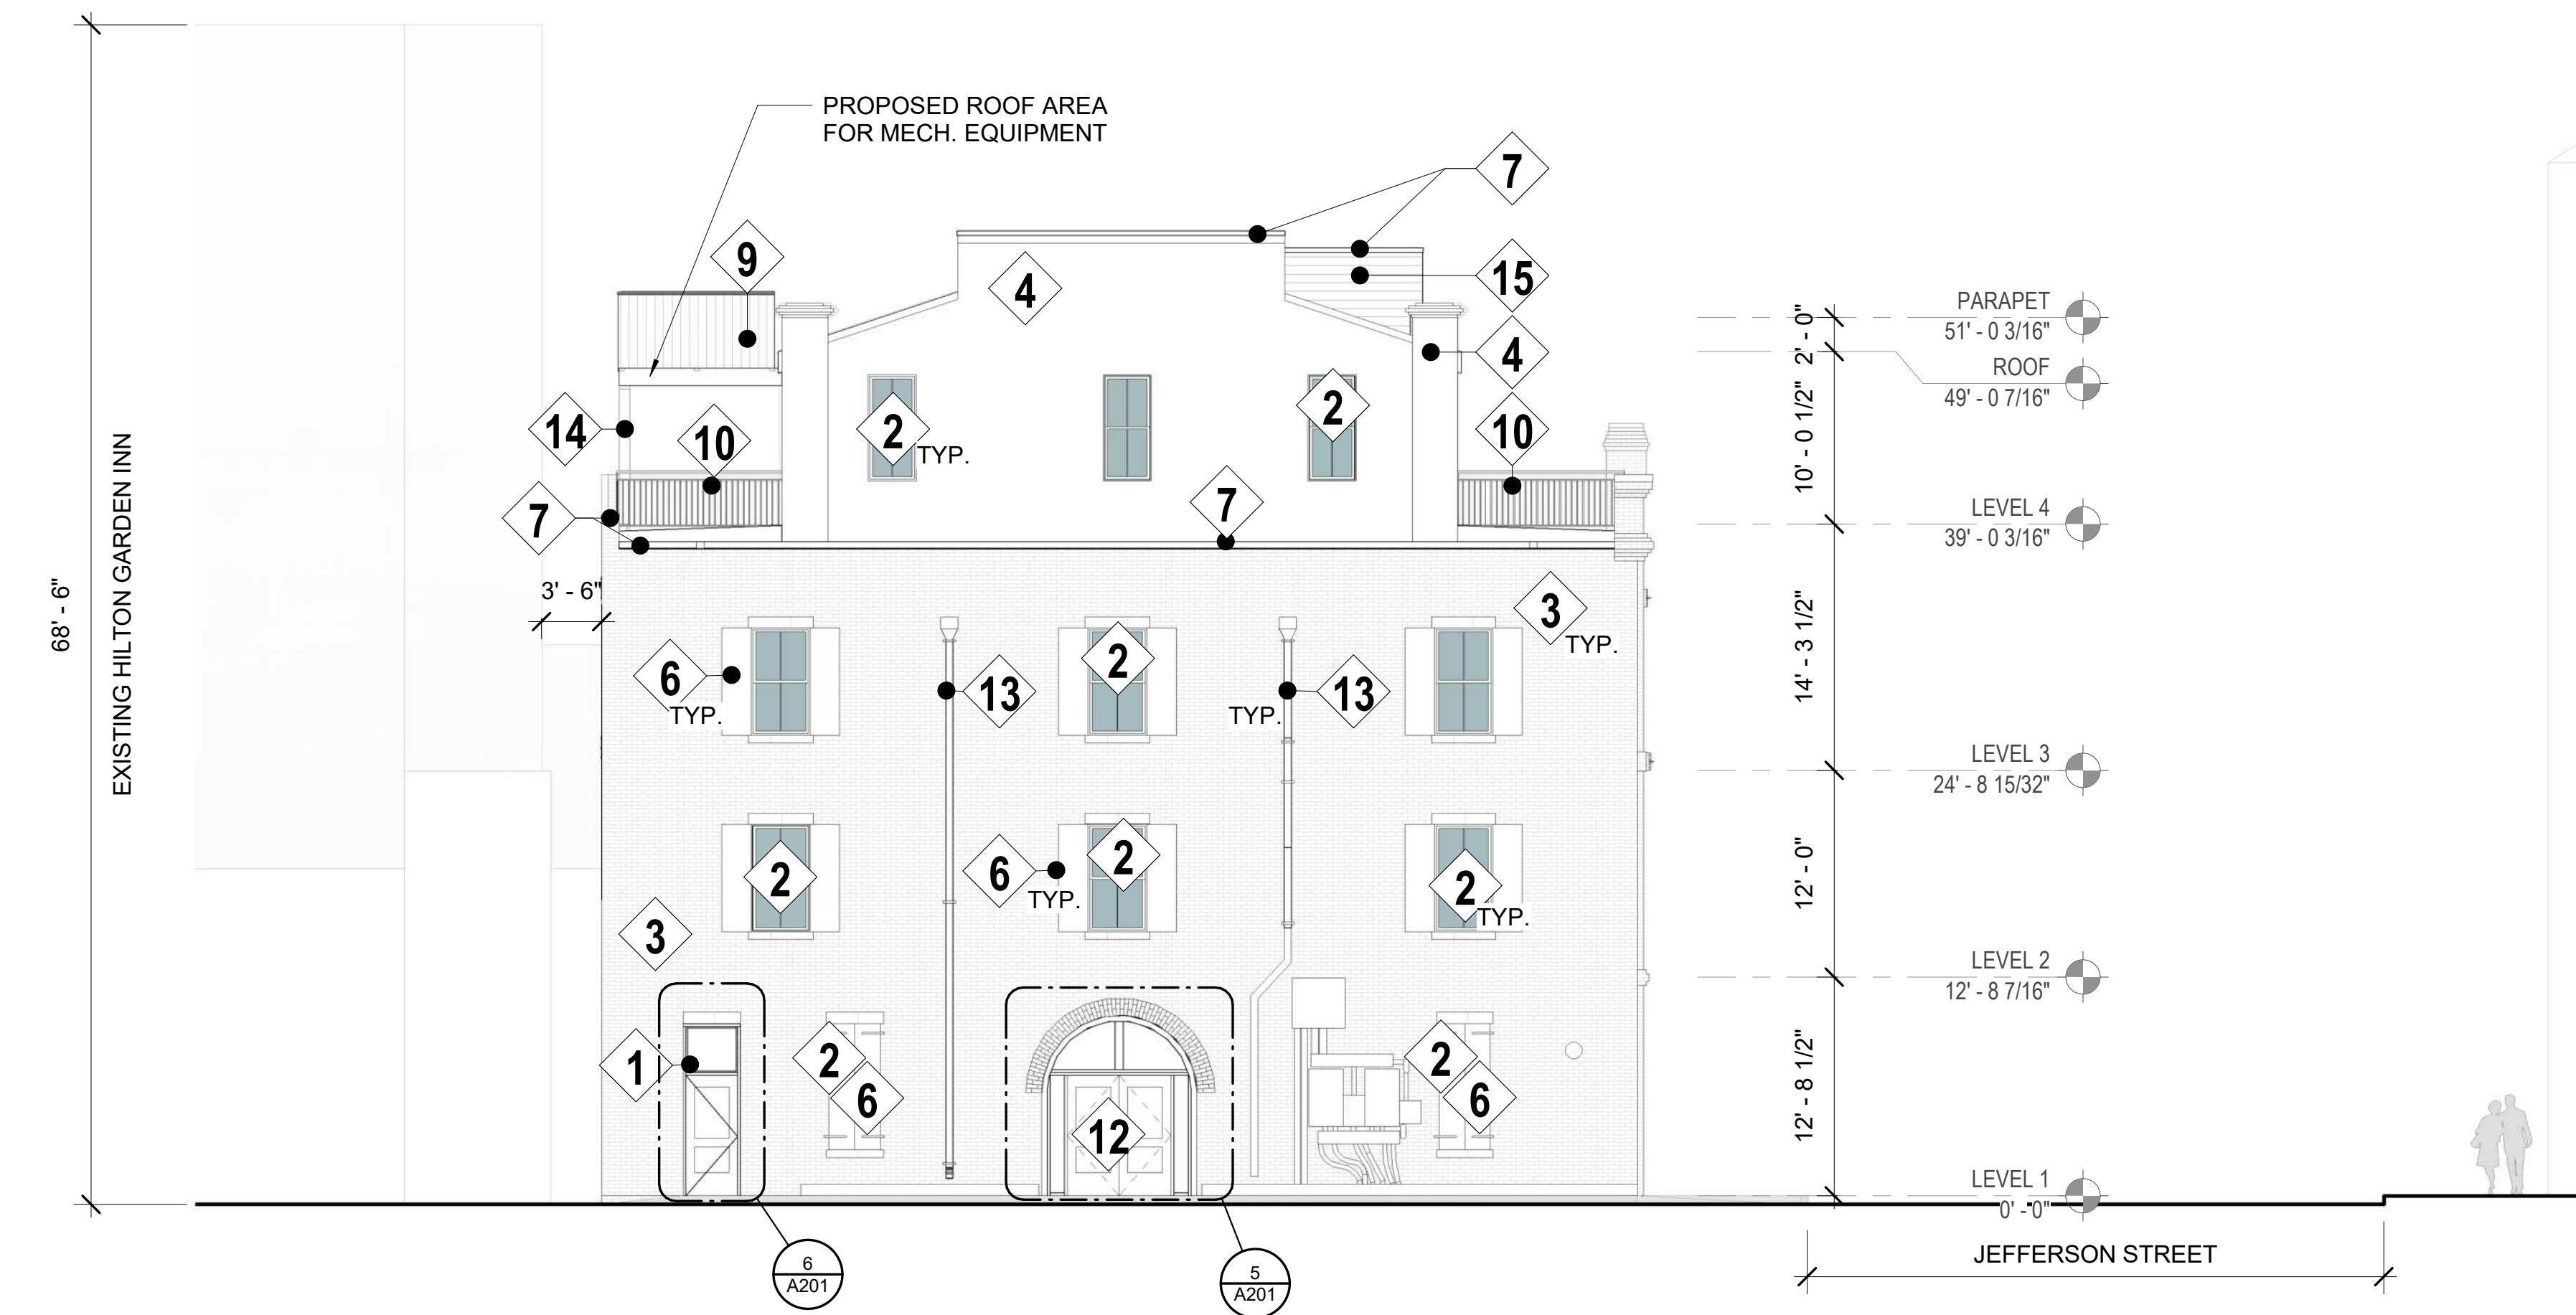 PROPOSED ROOF AREA
FOR MECH. EQUIPMENT
7
9
4
15
4
2
TYP.
2
14
10
10
7
7
68' - 6"
EXISTING HILTON GARDEN INN
3' - 6"
3
TYP.
6
TYP.
13
2
TYP.
13
2
6
TYP.
2
2
TYP.
3
1
2
6
12
2
6
6
A201
5
A201
2' - 0"
10' - 0 1/2"
14' - 3 1/2"
12' - 0"
12' - 8 1/2"
PARAPET
51' - 0 3/16"
ROOF
49' - 0 7/16"
LEVEL 4
39' - 0 3/16"
LEVEL 3
24' - 8 15/32"
LEVEL 2
12' - 8 7/16"
LEVEL 1
0' - 0"
JEFFERSON STREET